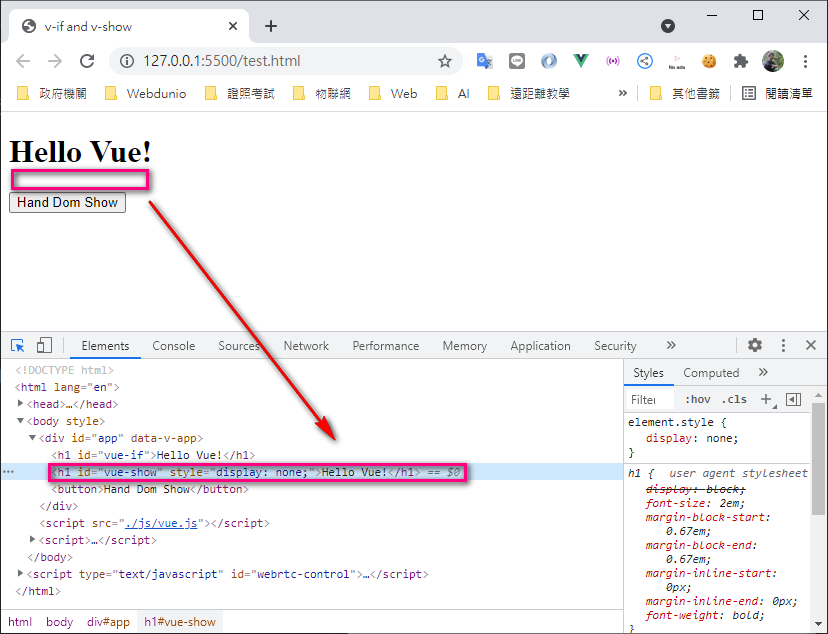 v-if and v-show
127.0.0.1:5500/test.html
政府機關 Webdunio 證照考試 物聯網 Web AI 遠距離教學 » 其他書籤 閱讀清單
Hello Vue!
Hand Dom Show
Elements Console Sources Network Performance Memory Application Security »
<!DOCTYPE html>
<html lang="en">
<head>…</head>
<body style>
<div id="app" data-v-app>
<h1 id="vue-if">Hello Vue!</h1>
<h1 id="vue-show" style="display: none;">Hello Vue!</h1> == $0
<button>Hand Dom Show</button>
</div>
<script src="./js/vue.js"></script>
<script>…</script>
</body>
<script type="text/javascript" id="webrtc-control">…</script>
</html>
html body div#app h1#vue-show
Styles Computed »
Filter :hov .cls +
element.style {
display: none;
}
h1 { user agent stylesheet
display: block;
font-size: 2em;
margin-block-start:
0.67em;
margin-block-end:
0.67em;
margin-inline-start:
0px;
margin-inline-end: 0px;
font-weight: bold;
}